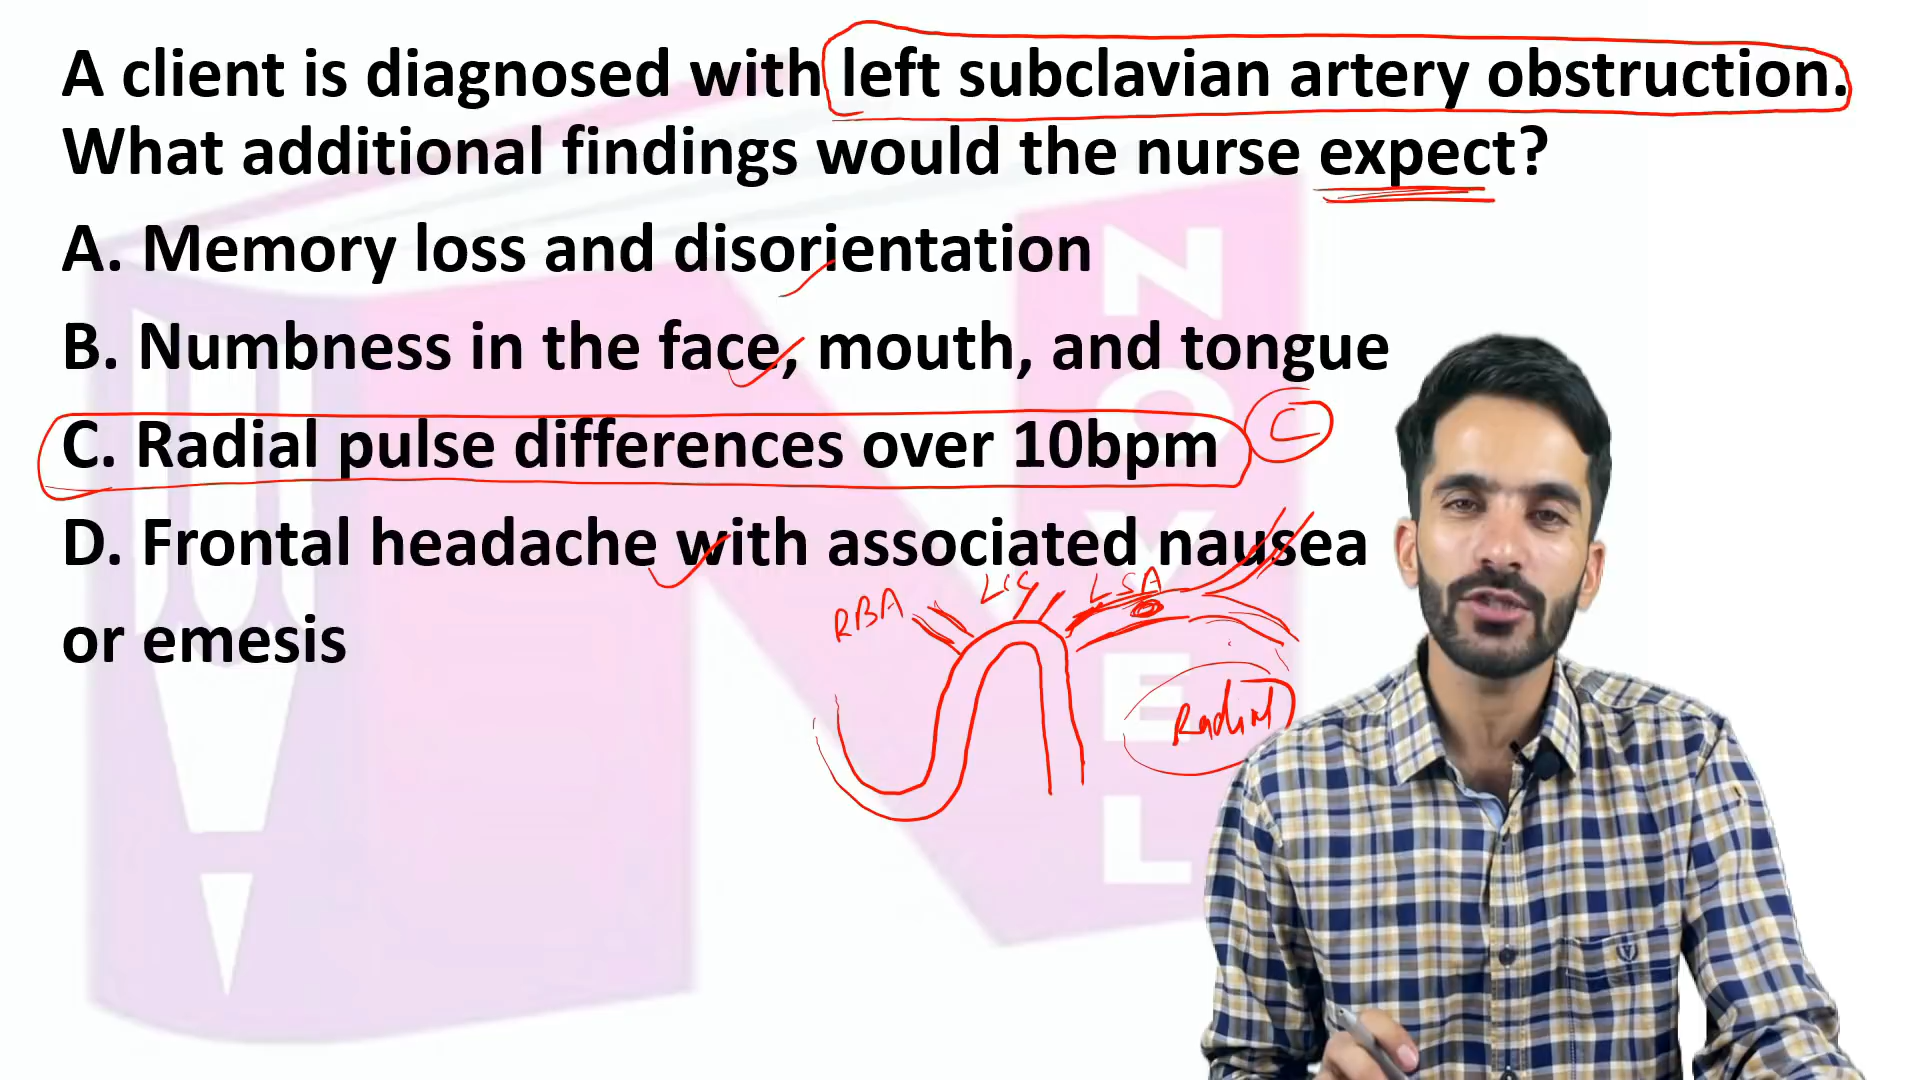 A client is diagnosed with left subclavian artery obstruction.
What additional findings would the nurse expect?
A. Memory loss and disorientation
B. Numbness in the face, mouth, and tongue
C. Radial pulse differences over 10bpm
C
D. Frontal headache with associated nausea
or emesis
RBA
LSA
Radial
NOVEL